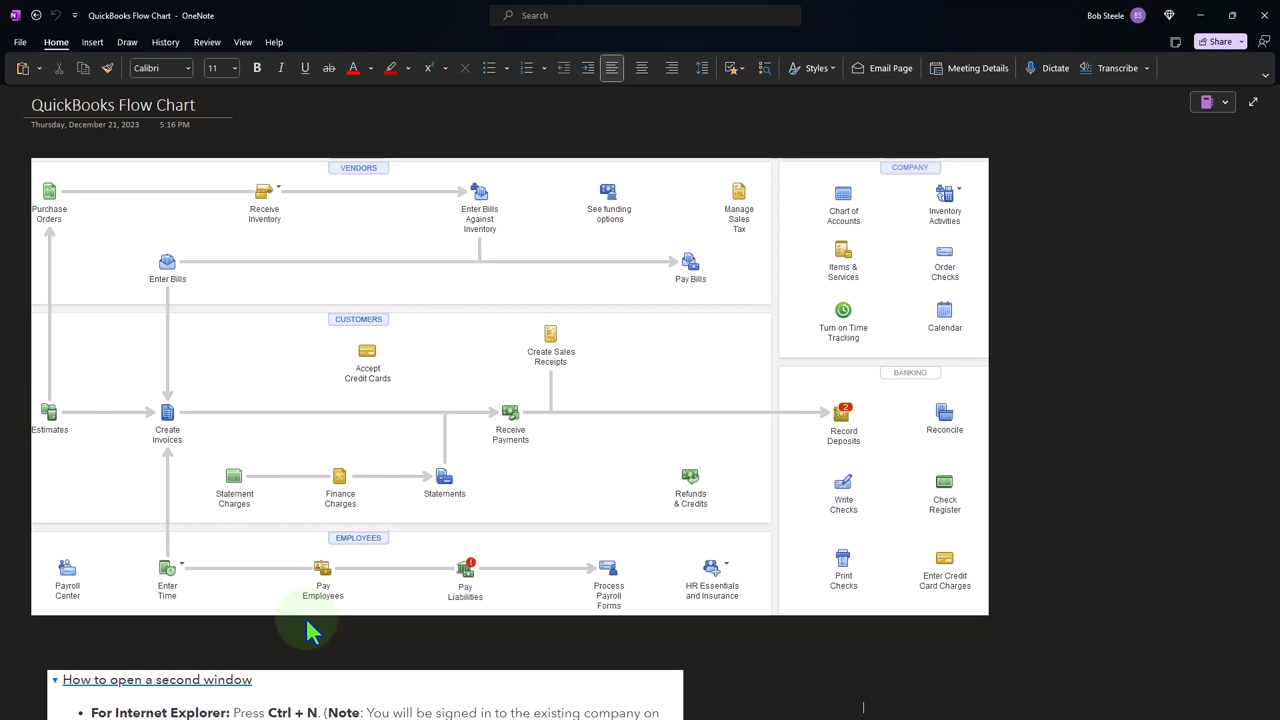 QuickBooks Flow Chart - OneNote
Search
Bob Steele
BS
File Home Insert Draw History Review View Help
Share
Calibri 11 B I U ab A Styles Email Page Meeting Details Dictate Transcribe
QuickBooks Flow Chart
Thursday, December 21, 2023 5:16 PM
VENDORS
COMPANY
Purchase
Orders
Receive
Inventory
Enter Bills
Against
Inventory
See funding
options
Manage
Sales
Tax
Chart of
Accounts
Inventory
Activities
Enter Bills
Pay Bills
Items &
Services
Order
Checks
Turn on Time
Tracking
Calendar
CUSTOMERS
Accept
Credit Cards
Create Sales
Receipts
BANKING
Estimates
Create
Invoices
Receive
Payments
2
Record
Deposits
Reconcile
Statement
Charges
Finance
Charges
Statements
Refunds
& Credits
Write
Checks
Check
Register
EMPLOYEES
Payroll
Center
Enter
Time
Pay
Employees
!
Pay
Liabilities
Process
Payroll
Forms
HR Essentials
and Insurance
Print
Checks
Enter Credit
Card Charges
How to open a second window
• For Internet Explorer: Press Ctrl + N. (Note: You will be signed in to the existing company on